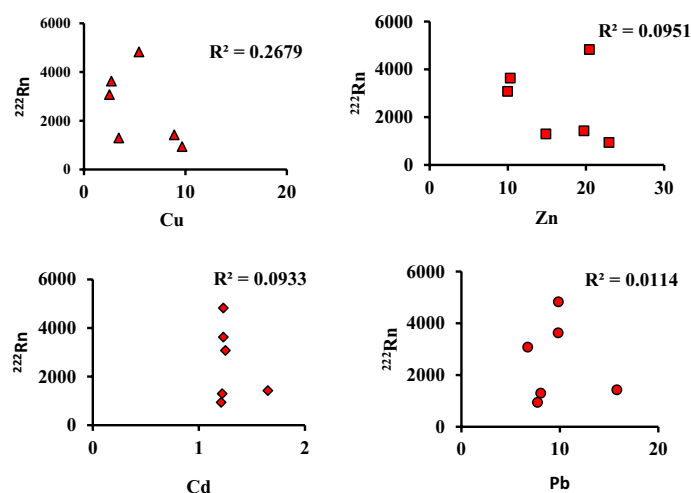 6000
4000
2000
0
²²²Rn
R² = 0.2679
0 10 20
Cu
6000
4000
2000
0
²²²Rn
R² = 0.0951
0 10 20 30
Zn
6000
4000
2000
0
²²²Rn
R² = 0.0933
0 1 2
Cd
6000
4000
2000
0
²²²Rn
R² = 0.0114
0 10 20
Pb